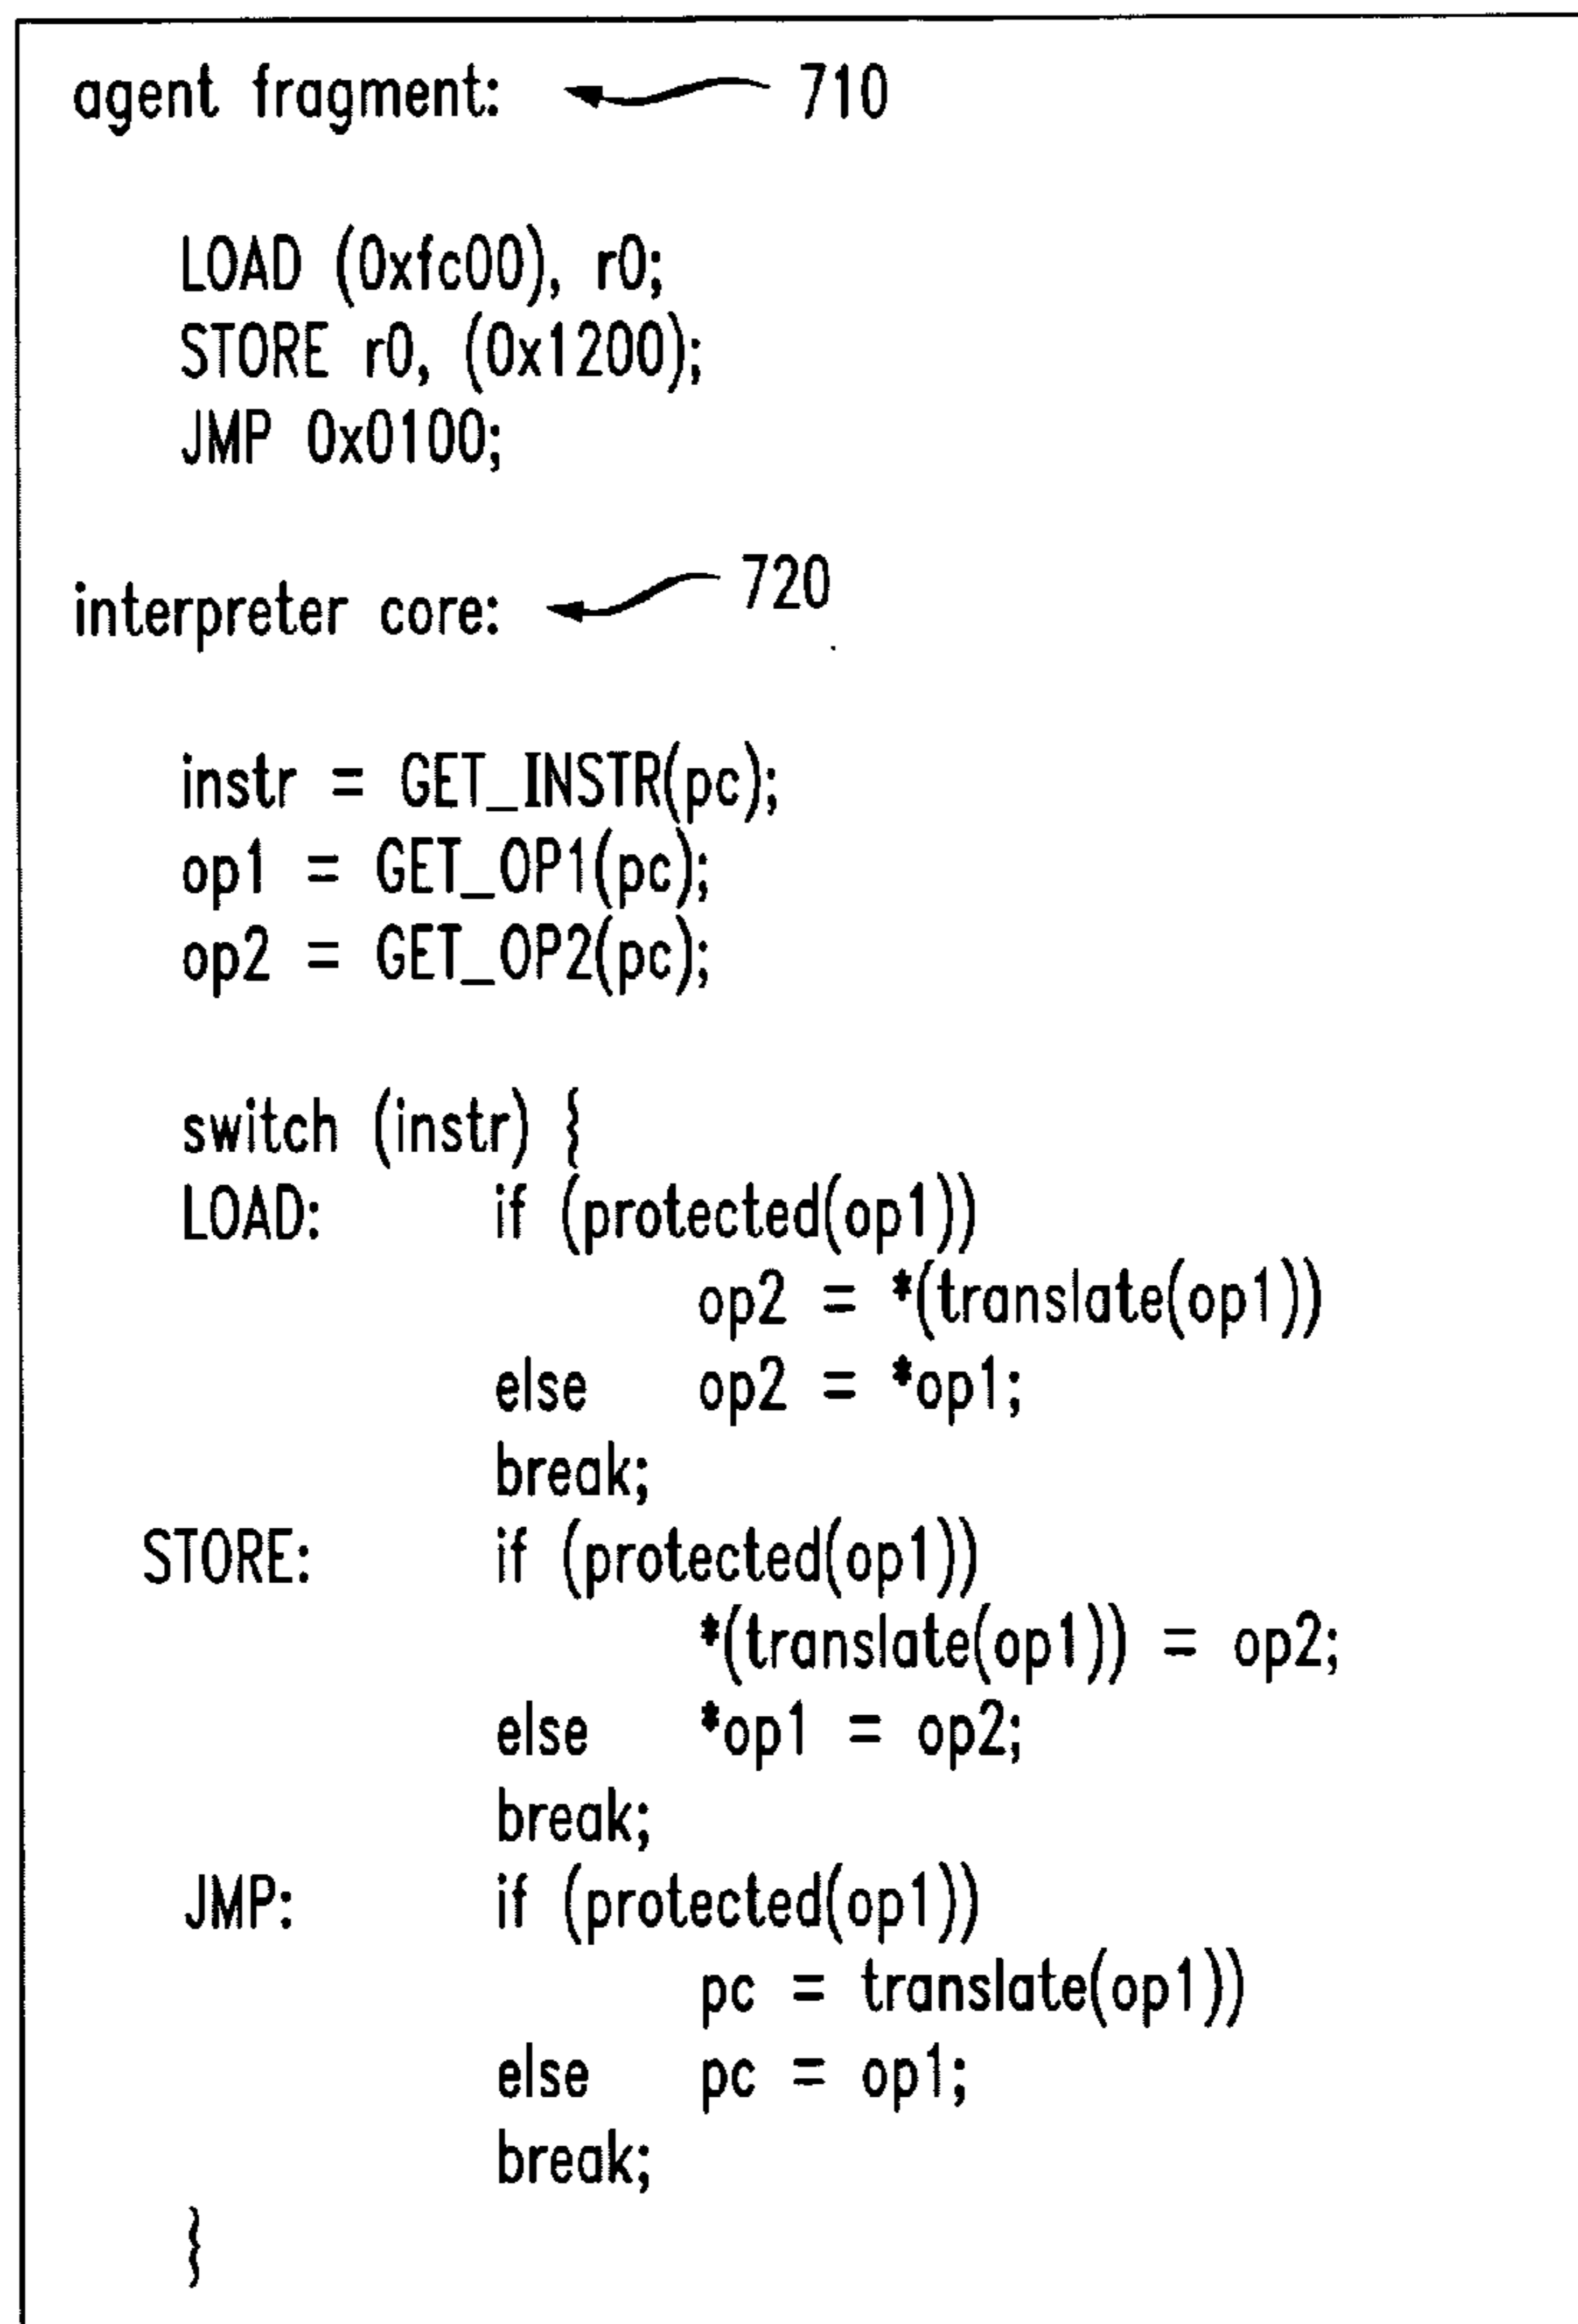 agent fragment: 710
LOAD (0xfc00), r0;
STORE r0, (0x1200);
JMP 0x0100;
interpreter core: 720
instr = GET_INSTR(pc);
op1 = GET_OP1(pc);
op2 = GET_OP2(pc);
switch (instr) {
LOAD: if (protected(op1))
op2 = *(translate(op1))
else op2 = *op1;
break;
STORE: if (protected(op1))
*(translate(op1)) = op2;
else *op1 = op2;
break;
JMP: if (protected(op1))
pc = translate(op1))
else pc = op1;
break;
}